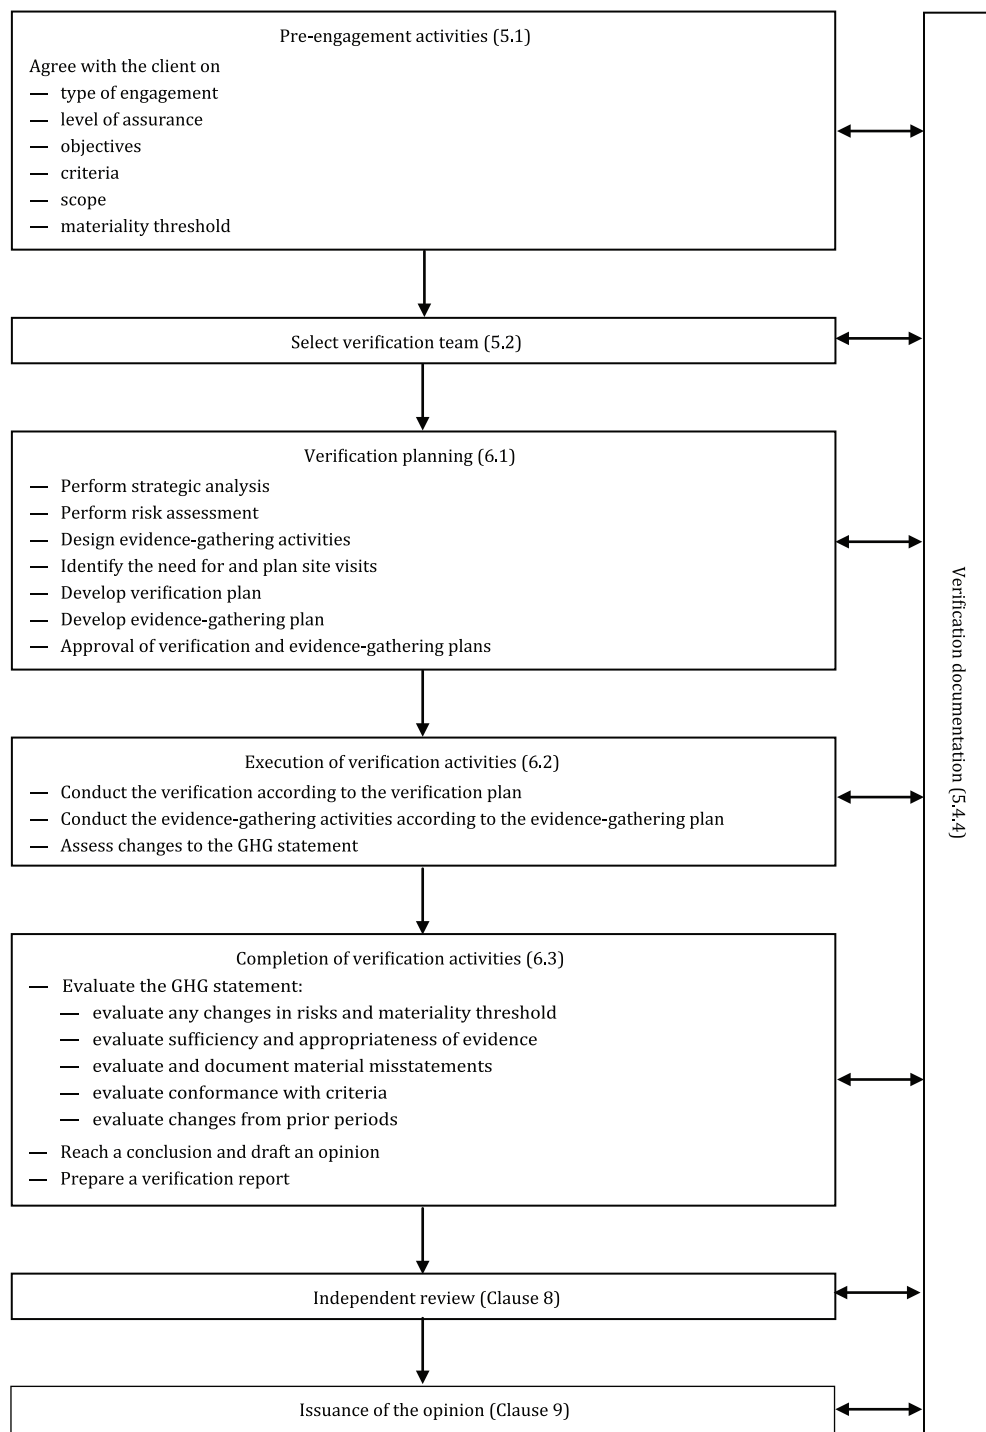 Pre-engagement activities (5.1)
Agree with the client on
— type of engagement
— level of assurance
— objectives
— criteria
— scope
— materiality threshold
Select verification team (5.2)
Verification planning (6.1)
— Perform strategic analysis
— Perform risk assessment
— Design evidence-gathering activities
— Identify the need for and plan site visits
— Develop verification plan
— Develop evidence-gathering plan
— Approval of verification and evidence-gathering plans
Execution of verification activities (6.2)
— Conduct the verification according to the verification plan
— Conduct the evidence-gathering activities according to the evidence-gathering plan
— Assess changes to the GHG statement
Completion of verification activities (6.3)
— Evaluate the GHG statement:
— evaluate any changes in risks and materiality threshold
— evaluate sufficiency and appropriateness of evidence
— evaluate and document material misstatements
— evaluate conformance with criteria
— evaluate changes from prior periods
— Reach a conclusion and draft an opinion
— Prepare a verification report
Independent review (Clause 8)
Issuance of the opinion (Clause 9)
Verification documentation (5.4.4)